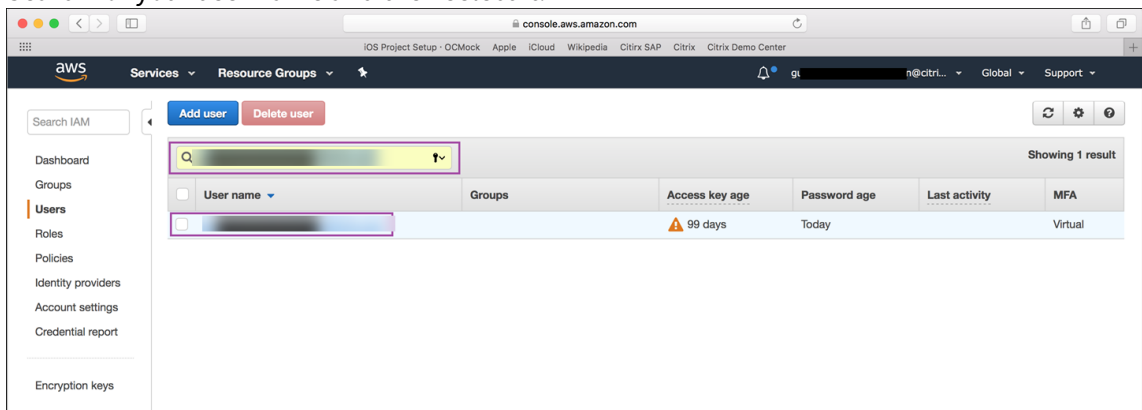 console.aws.amazon.com
iOS Project Setup · OCMock Apple iCloud Wikipedia Citirx SAP Citrix Citrix Demo Center
aws Services Resource Groups n@citri... Global Support
Search IAM
Add user Delete user
Dashboard
Groups
Users
Roles
Policies
Identity providers
Account settings
Credential report
Encryption keys
Showing 1 result
User name Groups Access key age Password age Last activity MFA
99 days Today Virtual